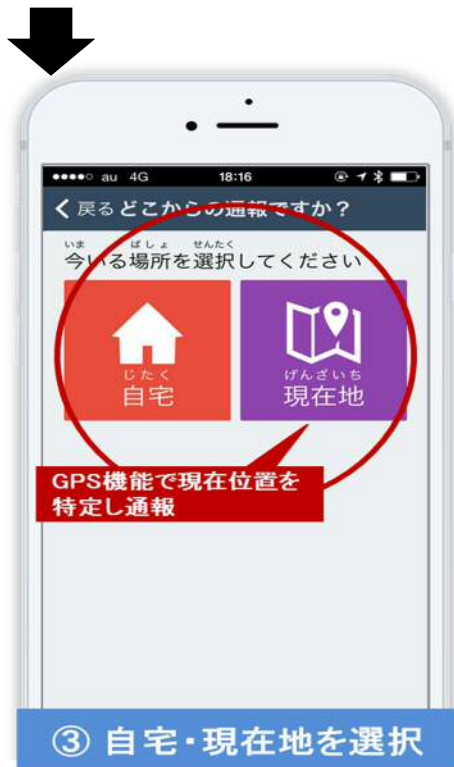 au 4G 18:16
戻る どこからの通報ですか？
いま ばしょ せんたく
今いる場所を選択してください
じたく
自宅
げんざいち
現在地
GPS機能で現在位置を
特定し通報
③ 自宅・現在地を選択